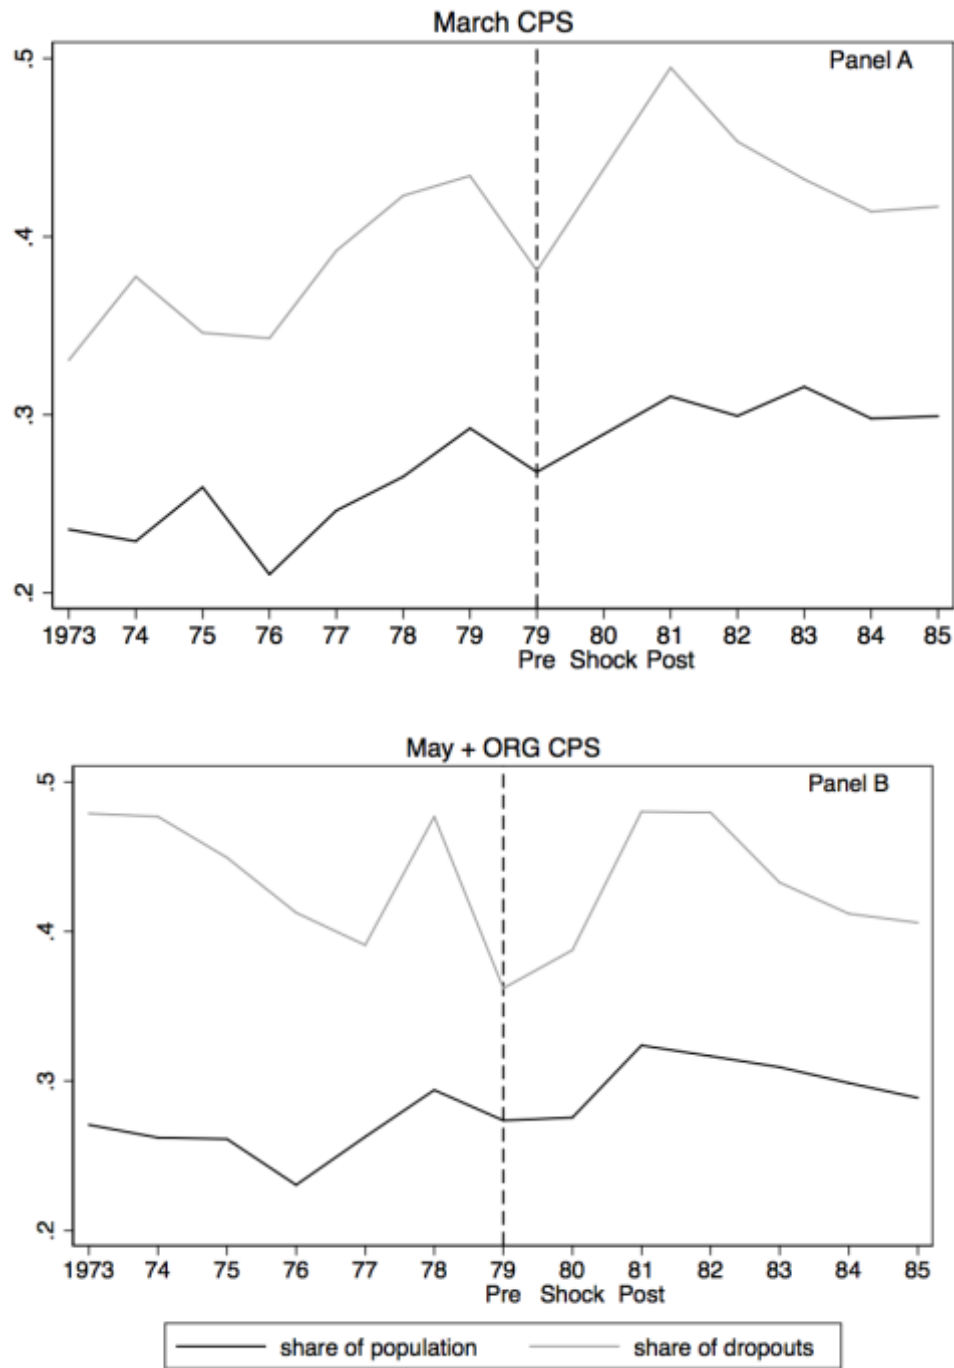 March CPS
Panel A
.5
.4
.3
.2
1973 74 75 76 77 78 79 79 80 81 82 83 84 85
Pre Shock Post
May + ORG CPS
Panel B
.5
.4
.3
.2
1973 74 75 76 77 78 79 80 81 82 83 84 85
Pre Shock Post
share of population share of dropouts